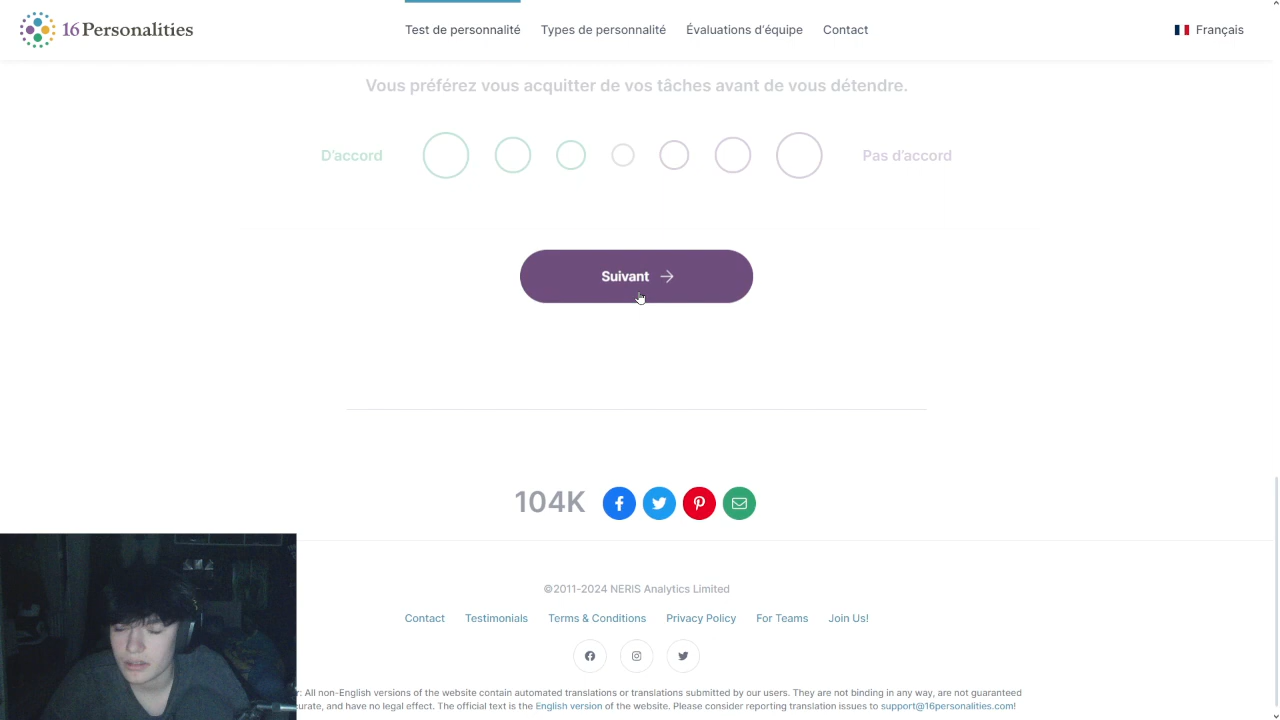 16Personalities
Test de personnalité
Types de personnalité
Évaluations d'équipe
Contact
Français
Vous préférez vous acquitter de vos tâches avant de vous détendre.
D'accord
Pas d'accord
Suivant
104K
©2011-2024 NERIS Analytics Limited
Contact
Testimonials
Terms & Conditions
Privacy Policy
For Teams
Join Us!
: All non-English versions of the website contain automated translations or translations submitted by our users. They are not binding in any way, are not guaranteed
, and have no legal effect. The official text is the English version of the website. Please consider reporting translation issues to support@16personalities.com!